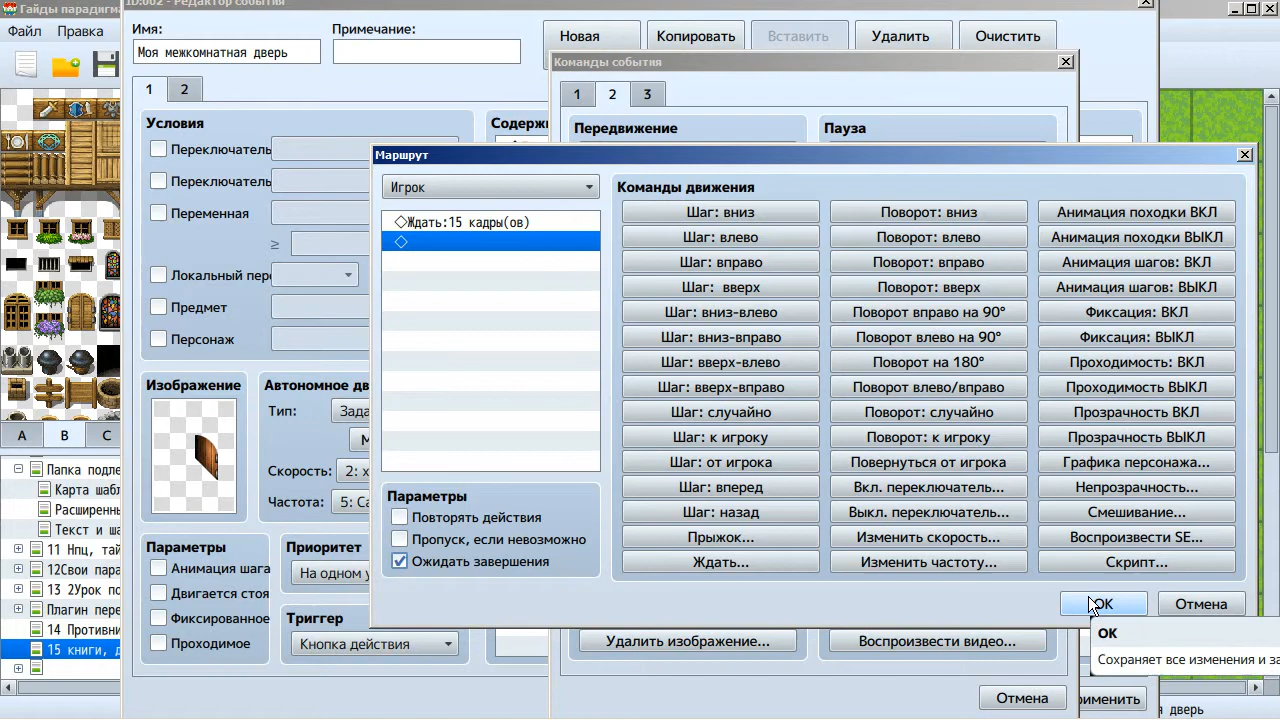 Гайды парадигма
ID:002 - Редактор события
Файл
Правка
Имя:
Примечание:
Моя межкомнатная дверь
Новая
Копировать
Вставить
Удалить
Очистить
1
2
Условия
Переключатель
Переключатель
Переменная
≥
Локальный пер
Предмет
Персонаж
Изображение
Автономное дв
Тип:
Зада
М
Скорость:
2: х
Частота:
5: Са
Параметры
Анимация шага
Двигается стоя
Фиксированное
Проходимое
Приоритет
На одном у
Триггер
Кнопка действия
Содержи
Команды события
1
2
3
Передвижение
Пауза
Маршрут
Игрок
◇Ждать:15 кадры(ов)
◇
Параметры
Повторять действия
Пропуск, если невозможно
Ожидать завершения
Команды движения
Шаг: вниз
Шаг: влево
Шаг: вправо
Шаг: вверх
Шаг: вниз-влево
Шаг: вниз-вправо
Шаг: вверх-влево
Шаг: вверх-вправо
Шаг: случайно
Шаг: к игроку
Шаг: от игрока
Шаг: вперед
Шаг: назад
Прыжок...
Ждать...
Поворот: вниз
Поворот: влево
Поворот: вправо
Поворот: вверх
Поворот вправо на 90°
Поворот влево на 90°
Поворот на 180°
Поворот влево/вправо
Поворот: случайно
Поворот: к игроку
Повернуться от игрока
Вкл. переключатель...
Выкл. переключатель...
Изменить скорость...
Изменить частоту...
Анимация походки ВКЛ
Анимация походки ВЫКЛ
Анимация шагов: ВКЛ
Анимация шагов: ВЫКЛ
Фиксация: ВКЛ
Фиксация: ВЫКЛ
Проходимость: ВКЛ
Проходимость ВЫКЛ
Прозрачность ВКЛ
Прозрачность ВЫКЛ
Графика персонажа...
Непрозрачность...
Смешивание...
Воспроизвести SE...
Скрипт...
OK
Отмена
OK
Сохраняет все изменения и за
Удалить изображение...
Воспроизвести видео...
Отмена
рименить
я дверь
A
B
C
Папка подле
Карта шабл
Расширенны
Текст и ша
11 Нпц, тай
12Свои пара
13 2Урок по
Плагин пере
14 Противни
15 книги, д